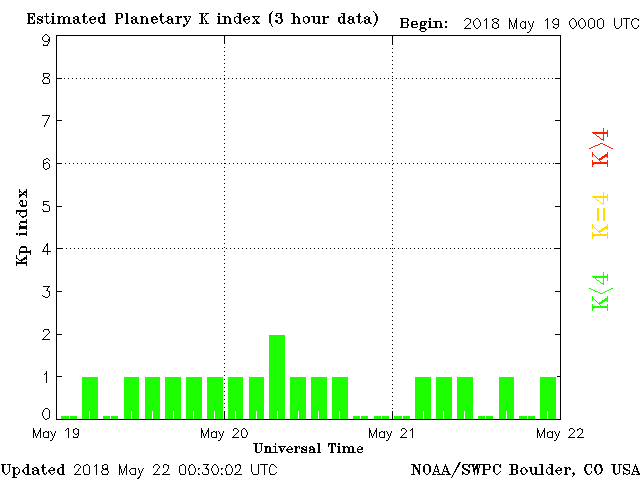 Estimated Planetary K index (3 hour data)
Begin: 2018 May 19 0000 UTC
9
8
7
6
5
4
3
2
1
0
Kp index
K>4
K=4
K<4
May 19
May 20
May 21
May 22
Universal Time
Updated 2018 May 22 00:30:02 UTC
NOAA/SWPC Boulder, CO USA